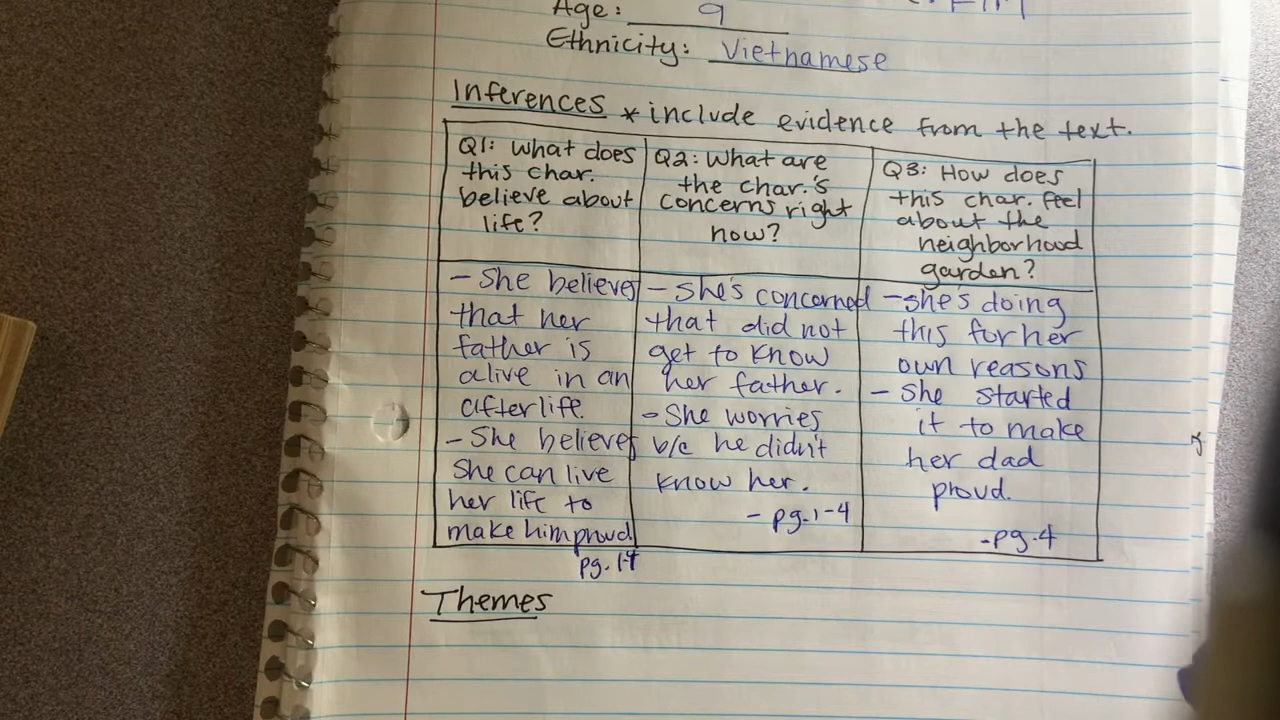 Age: 9
Ethnicity: Vietnamese
Inferences * include evidence from the text.
Q1: What does
this char.
believe about
life?
Q2: What are
the char.'s
concerns right
now?
Q3: How does
this char. feel
about the
neighborhood
garden?
- She believes
that her
father is
alive in an
afterlife.
- She believes
she can live
her life to
make him proud
pg. 1-4
- she's concerned
that did not
get to know
her father.
- She worries
b/c he didn't
know her.
- pg. 1-4
- she's doing
this for her
own reasons
- She started
it to make
her dad
proud.
- pg. 4
Themes